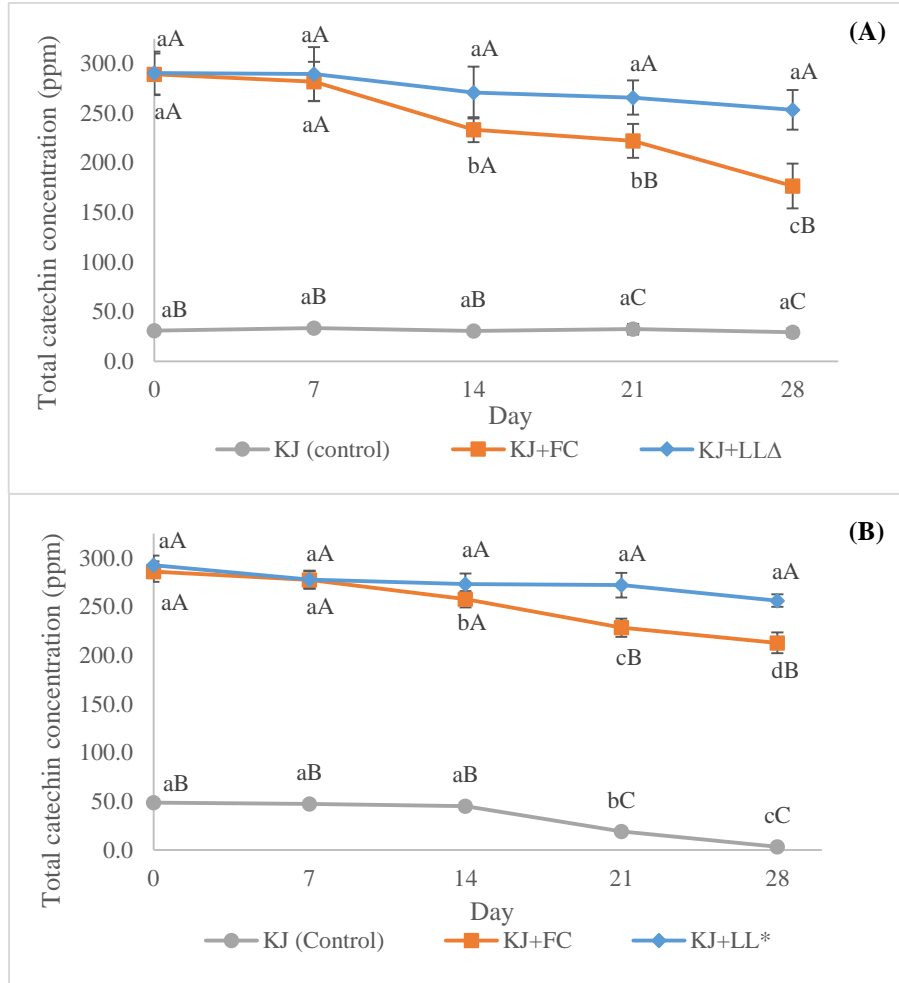 (A)
Total catechin concentration (ppm)
300.0
250.0
200.0
150.0
100.0
50.0
0.0
aA aA aA aA aA
aA aA bA bB cB
aB aB aB aC aC
0 7 14 21 28
Day
KJ (control) KJ+FC KJ+LLΔ
(B)
Total catechin concentration (ppm)
300.0
250.0
200.0
150.0
100.0
50.0
0.0
aA aA aA aA aA
aA aA bA cB dB
aB aB aB bC cC
0 7 14 21 28
Day
KJ (Control) KJ+FC KJ+LL*